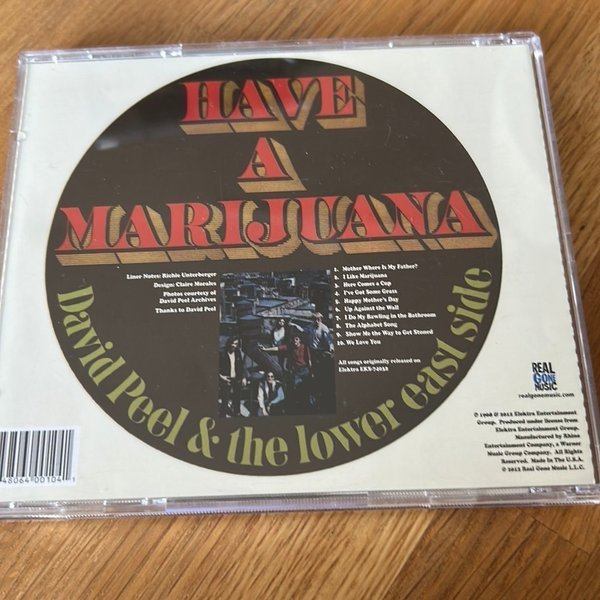 HAVE
A
MARIJUANA
Liner Notes: Richie Unterberger
Design: Claire Morales
Photos courtesy of
David Peel Archives
Thanks to David Peel
1. Mother Where Is My Father?
2. I Like Marijuana
3. Here Comes a Cop
4. I've Got Some Grass
5. Happy Mother's Day
6. Up Against the Wall
7. I Do My Bawling in the Bathroom
8. The Alphabet Song
9. Show Me the Way to Get Stoned
10. We Love You
All songs originally released on
Elektra EKS-74032
David Peel & the lower east side
REAL
GONE
MUSIC
realgonemusic.com
℗ 1968 © 2012 Elektra Entertainment
Group. Produced under license from
Elektra Entertainment Group.
Manufactured by Rhino
Entertainment Company, a Warner
Music Group Company. All Rights
Reserved. Made In The U.S.A.
© 2012 Real Gone Music L.L.C.
48064 00104 1